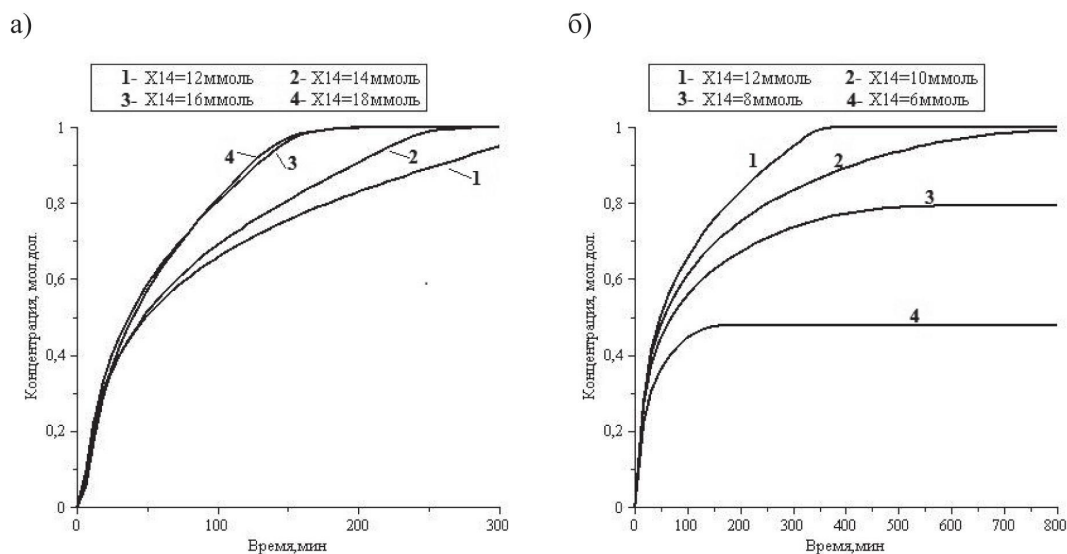 а)
1- X14=12ммоль 2- X14=14ммоль
3- X14=16ммоль 4- X14=18ммоль
Концентрация, мол.дол.
1
0,8
0,6
0,4
0,2
0
4
3
2
1
0 100 200 300
Время,мин
б)
1- X14=12ммоль 2- X14=10ммоль
3- X14=8ммоль 4- X14=6ммоль
Концентрация, мол.дол.
1
0,8
0,6
0,4
0,2
0
1
2
3
4
0 100 200 300 400 500 600 700 800
Время,мин